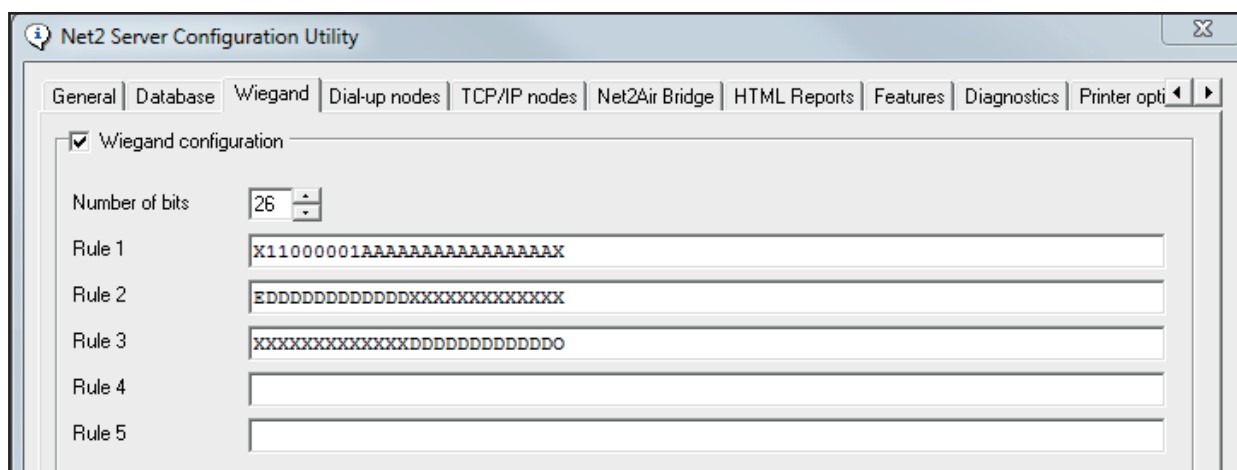 Net2 Server Configuration Utility
General Database Wiegand Dial-up nodes TCP/IP nodes Net2Air Bridge HTML Reports Features Diagnostics Printer opti
Wiegand configuration
Number of bits 26
Rule 1 X11000001AAAAAAAAAAAAAAAAX
Rule 2 EDDDDDDDDDDDDXXXXXXXXXXXXX
Rule 3 XXXXXXXXXXXXXDDDDDDDDDDDDO
Rule 4
Rule 5